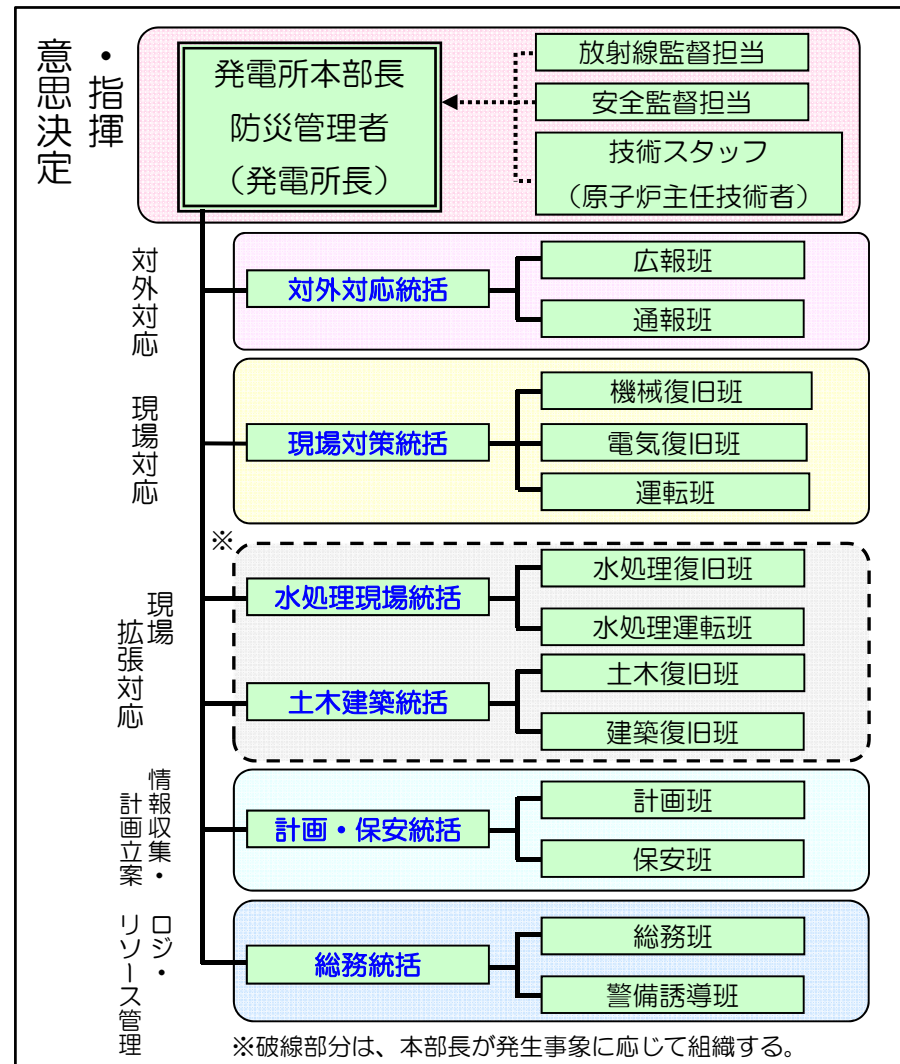 意思決定
・指揮
発電所本部長
防災管理者
（発電所長）
放射線監督担当
安全監督担当
技術スタッフ
（原子炉主任技術者）
対外対応
対外対応統括
広報班
通報班
現場対応
現場対策統括
機械復旧班
電気復旧班
運転班
※
現場
拡張対応
水処理現場統括
水処理復旧班
水処理運転班
土木建築統括
土木復旧班
建築復旧班
情報収集・
計画立案
計画・保安統括
計画班
保安班
ロジ・
リソース管理
総務統括
総務班
警備誘導班
※破線部分は、本部長が発生事象に応じて組織する。